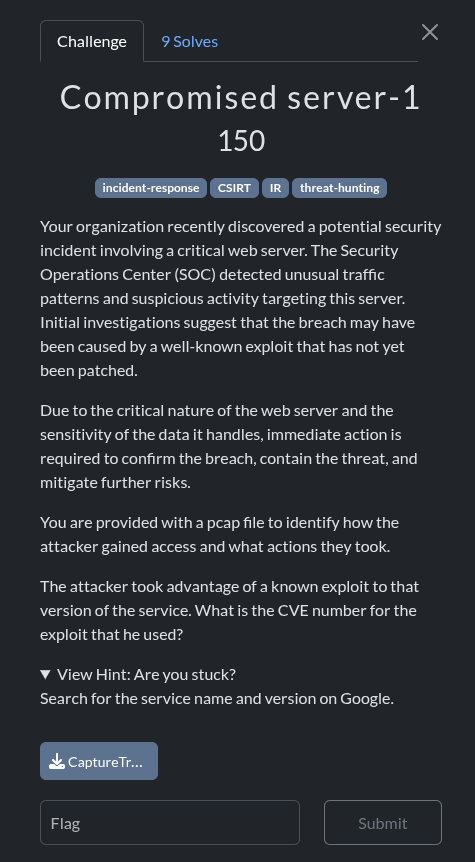 Challenge
9 Solves
Compromised server-1
150
incident-response CSIRT IR threat-hunting
Your organization recently discovered a potential security
incident involving a critical web server. The Security
Operations Center (SOC) detected unusual traffic
patterns and suspicious activity targeting this server.
Initial investigations suggest that the breach may have
been caused by a well-known exploit that has not yet
been patched.
Due to the critical nature of the web server and the
sensitivity of the data it handles, immediate action is
required to confirm the breach, contain the threat, and
mitigate further risks.
You are provided with a pcap file to identify how the
attacker gained access and what actions they took.
The attacker took advantage of a known exploit to that
version of the service. What is the CVE number for the
exploit that he used?
▼ View Hint: Are you stuck?
Search for the service name and version on Google.
CaptureTr...
Flag
Submit